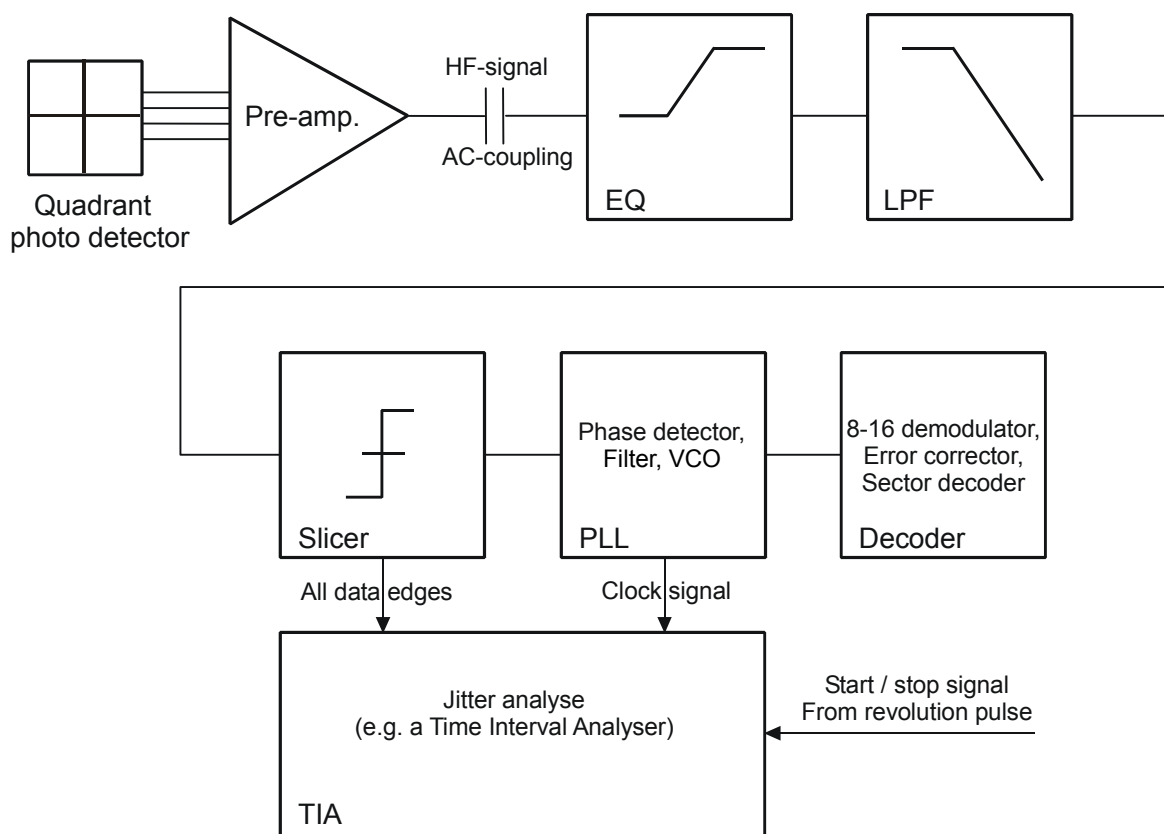 Quadrant
photo detector
Pre-amp.
HF-signal
AC-coupling
EQ
LPF
Slicer
Phase detector,
Filter, VCO
PLL
8-16 demodulator,
Error corrector,
Sector decoder
Decoder
All data edges
Clock signal
Jitter analyse
(e.g. a Time Interval Analyser)
TIA
Start / stop signal
From revolution pulse